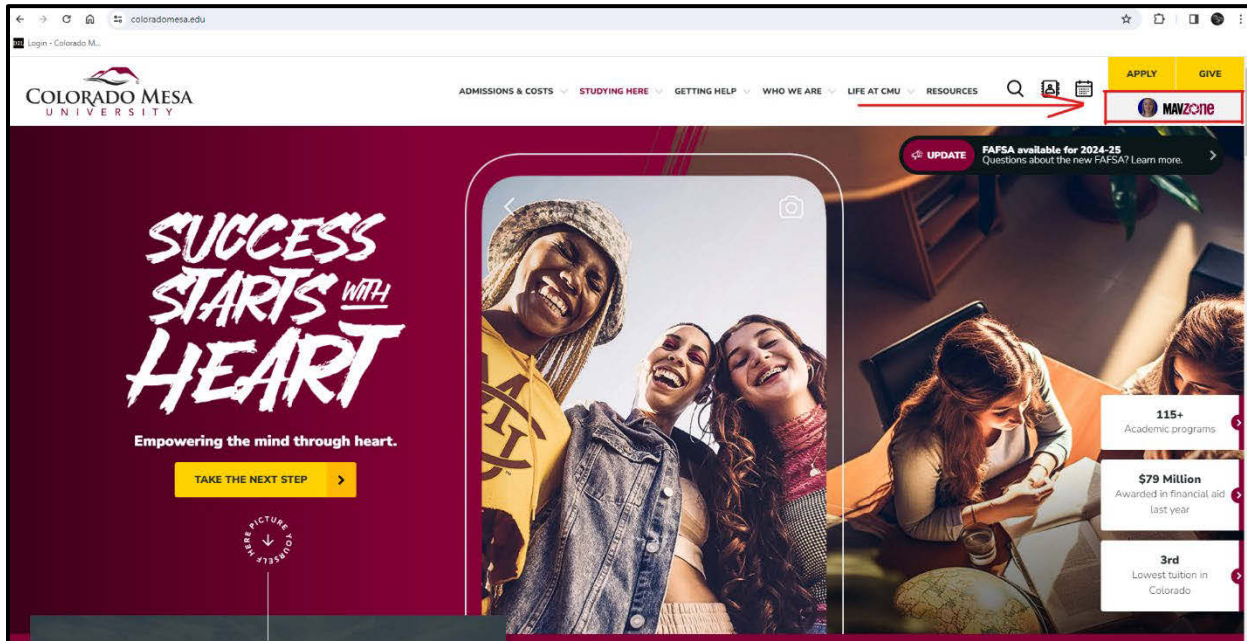 coloradomesa.edu
Login - Colorado M...
COLORADO MESA
UNIVERSITY
ADMISSIONS & COSTS
STUDYING HERE
GETTING HELP
WHO WE ARE
LIFE AT CMU
RESOURCES
APPLY
GIVE
MAVZONE
UPDATE
FAFSA available for 2024-25
Questions about the new FAFSA? Learn more.
SUCCESS
STARTS WITH
HEART
Empowering the mind through heart.
TAKE THE NEXT STEP
PICTURE YOURSELF HERE
115+
Academic programs
$79 Million
Awarded in financial aid
last year
3rd
Lowest tuition in
Colorado